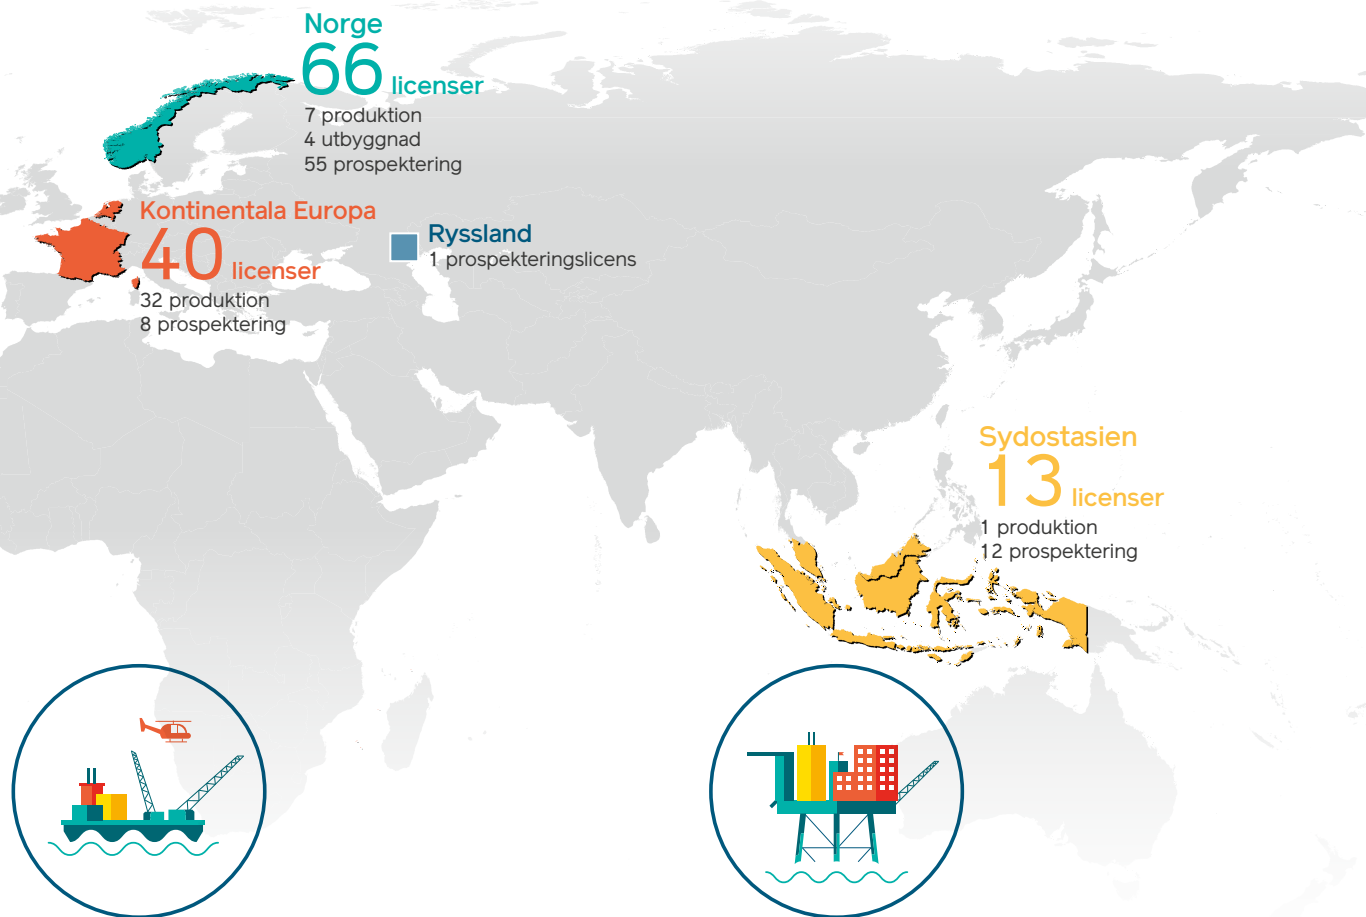 Norge
66 licenser
7 produktion
4 utbyggnad
55 prospektering
Kontinentala Europa
40 licenser
32 produktion
8 prospektering
Ryssland
1 prospekteringslicens
Sydostasien
13 licenser
1 produktion
12 prospektering